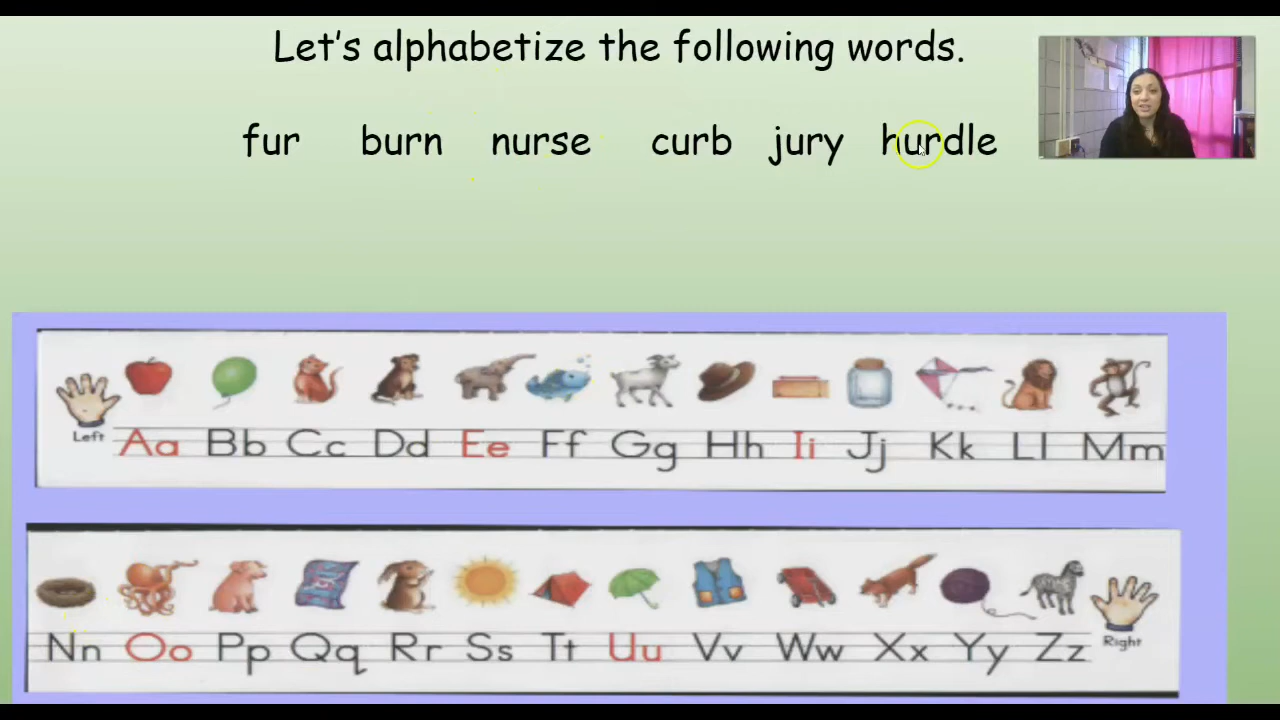 Let's alphabetize the following words.
fur burn nurse curb jury hurdle
Left Aa Bb Cc Dd Ee Ff Gg Hh Ii Jj Kk Ll Mm
Nn Oo Pp Qq Rr Ss Tt Uu Vv Ww Xx Yy Zz Right